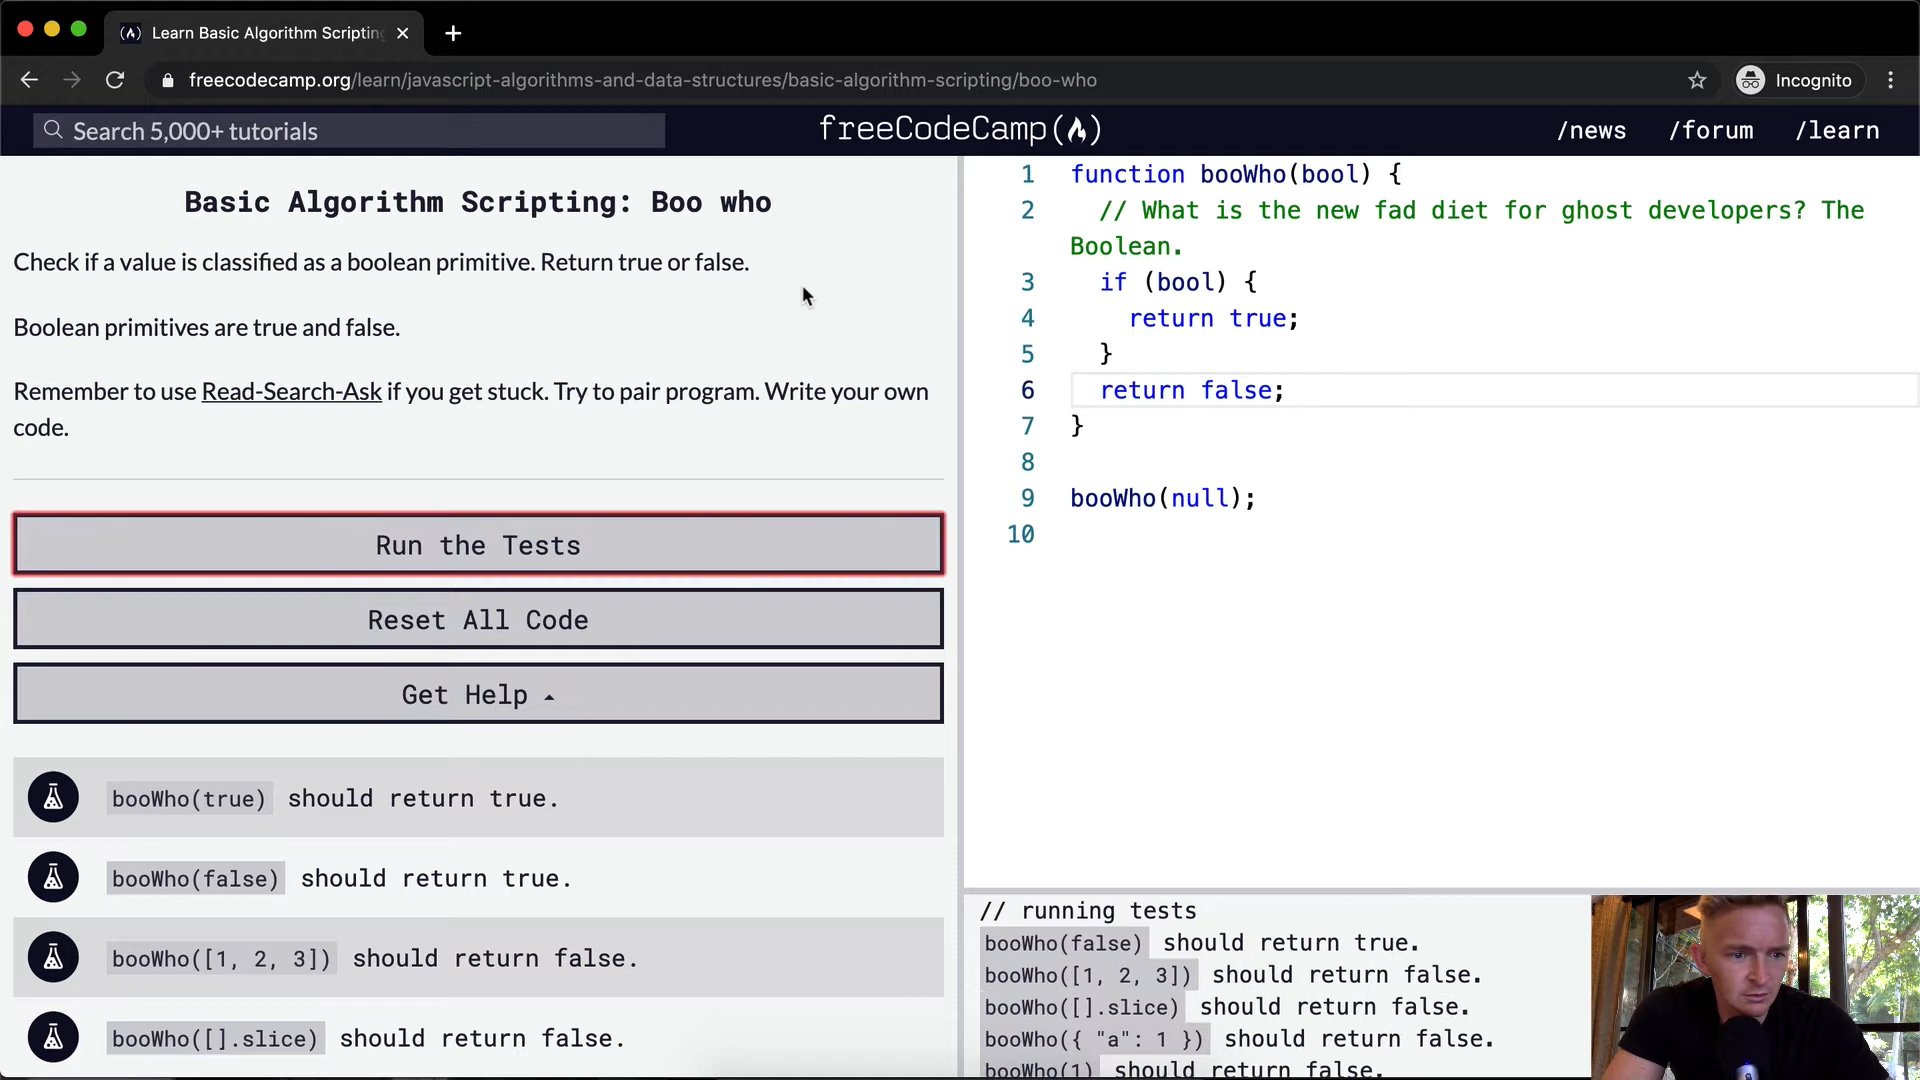 Learn Basic Algorithm Scripting
freecodecamp.org/learn/javascript-algorithms-and-data-structures/basic-algorithm-scripting/boo-who
Incognito
Search 5,000+ tutorials
freeCodeCamp
/news /forum /learn
Basic Algorithm Scripting: Boo who
Check if a value is classified as a boolean primitive. Return true or false.
Boolean primitives are true and false.
Remember to use Read-Search-Ask if you get stuck. Try to pair program. Write your own
code.
Run the Tests
Reset All Code
Get Help
booWho(true) should return true.
booWho(false) should return true.
booWho([1, 2, 3]) should return false.
booWho([].slice) should return false.
1 function booWho(bool) {
2 // What is the new fad diet for ghost developers? The
Boolean.
3 if (bool) {
4 return true;
5 }
6 return false;
7 }
8
9 booWho(null);
10
// running tests
booWho(false) should return true.
booWho([1, 2, 3]) should return false.
booWho([].slice) should return false.
booWho({ "a": 1 }) should return false.
booWho(1) should return false.